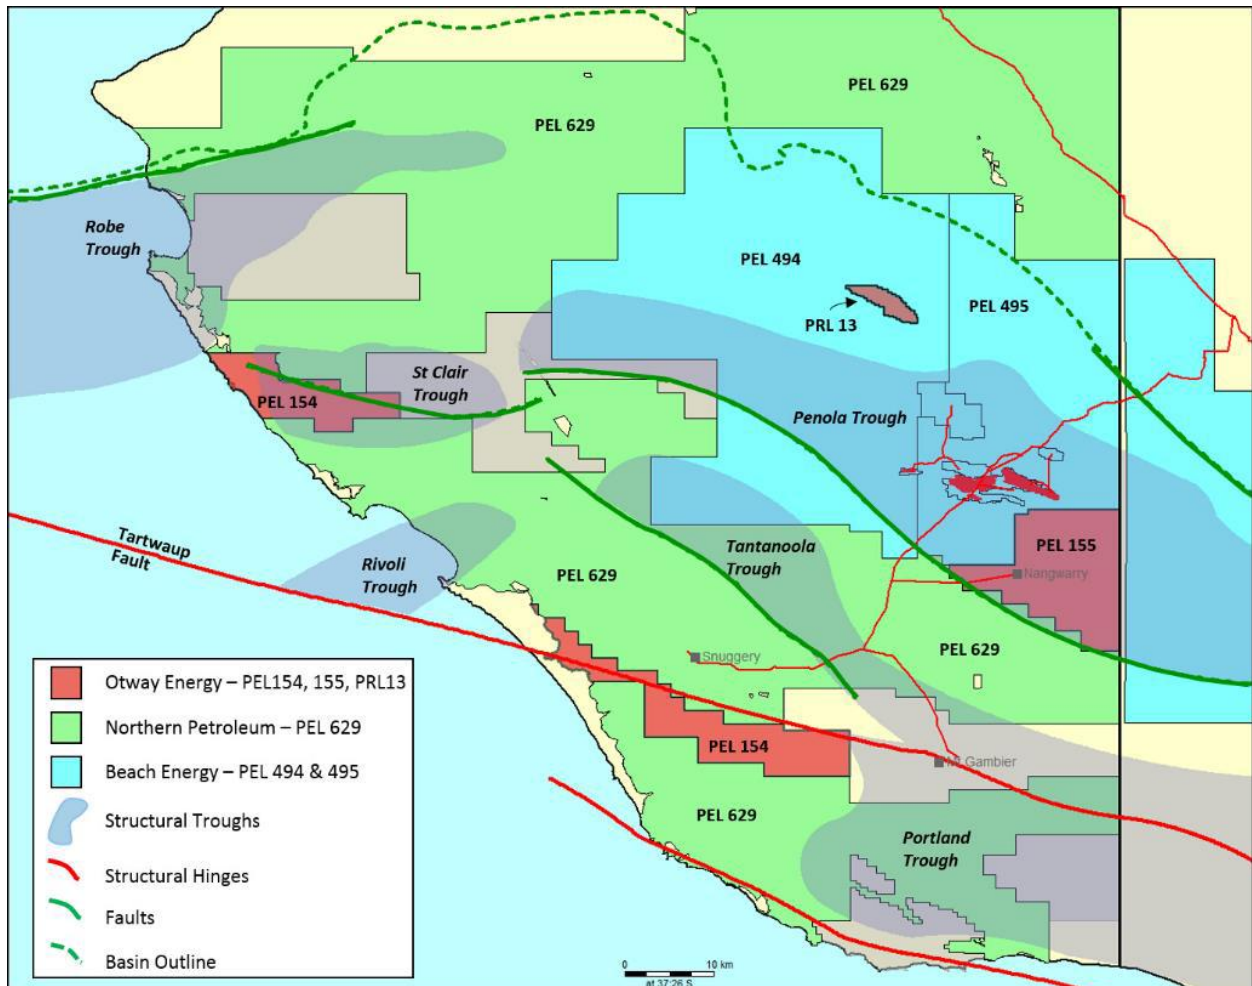 PEL 629
PEL 629
Robe
Trough
PEL 494
PEL 495
PRL 13
St Clair
Trough
PEL 154
Penola Trough
Tartwaup
Fault
Rivoli
Trough
PEL 629
Tantanoola
Trough
PEL 155
Nangwarry
Snuggery
PEL 629
PEL 154
Mt Gambier
PEL 629
Portland
Trough
Otway Energy – PEL154, 155, PRL13
Northern Petroleum – PEL 629
Beach Energy – PEL 494 & 495
Structural Troughs
Structural Hinges
Faults
Basin Outline
0 10 km
at 37:26 S